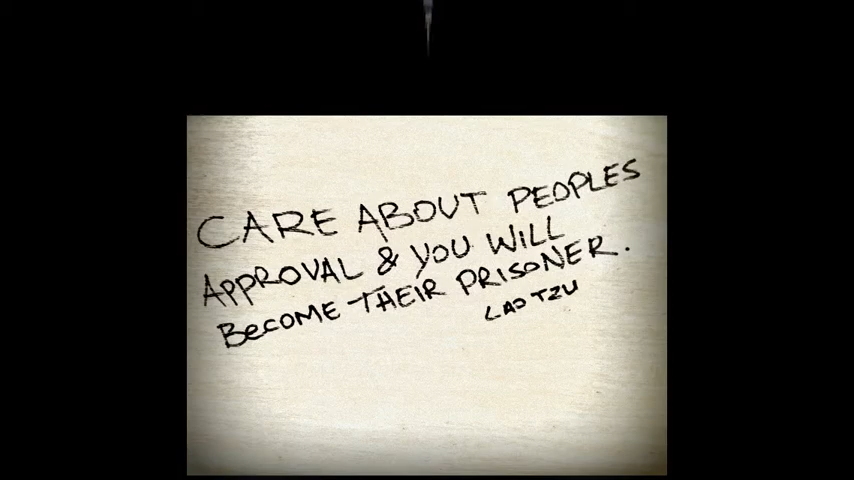 CARE ABOUT PEOPLES
APPROVAL & YOU WILL
BECOME THEIR PRISONER.
LAO TZU